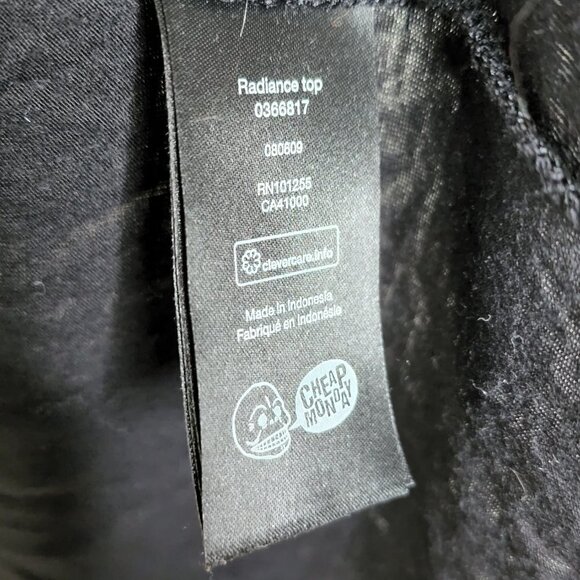 Radiance top
0366817
080609
RN101255
CA41000
clevercare.info
Made in Indonesia
Fabriqué en Indonésie
CHEAP
MONDAY